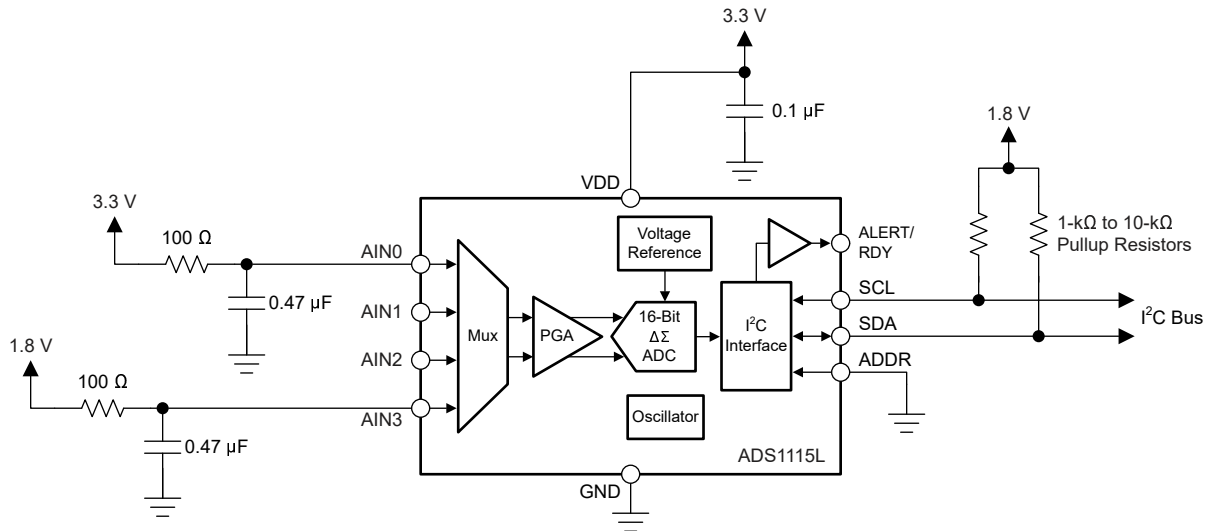 3.3 V
0.1 µF
1.8 V
VDD
1-kΩ to 10-kΩ
Pullup Resistors
3.3 V
100 Ω
0.47 µF
AIN0
AIN1
AIN2
AIN3
1.8 V
100 Ω
0.47 µF
Mux
PGA
Voltage
Reference
16-Bit
ΔΣ
ADC
I²C
Interface
Oscillator
ADS1115L
ALERT/
RDY
SCL
SDA
ADDR
I²C Bus
GND